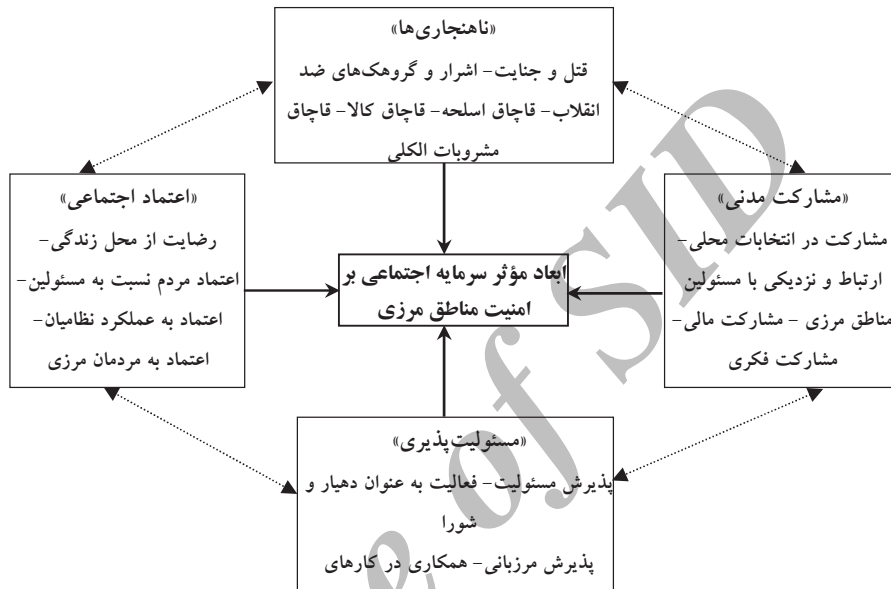 «ناهنجاری‌ها»
قتل و جنایت- اشرار و گروهک‌های ضد
انقلاب- قاچاق اسلحه- قاچاق کالا- قاچاق
مشروبات الکلی
«مشارکت مدنی»
مشارکت در انتخابات محلی-
ارتباط و نزدیکی با مسئولین
مناطق مرزی - مشارکت مالی-
مشارکت فکری
ابعاد مؤثر سرمایه اجتماعی بر
امنیت مناطق مرزی
«اعتماد اجتماعی»
رضایت از محل زندگی-
اعتماد مردم نسبت به مسئولین-
اعتماد به عملکرد نظامیان-
اعتماد به مردمان مرزی
«مسئولیت‌پذیری»
پذیرش مسئولیت- فعالیت به عنوان دهیار و
شورا
پذیرش مرزبانی- همکاری در کارهای
e of SID